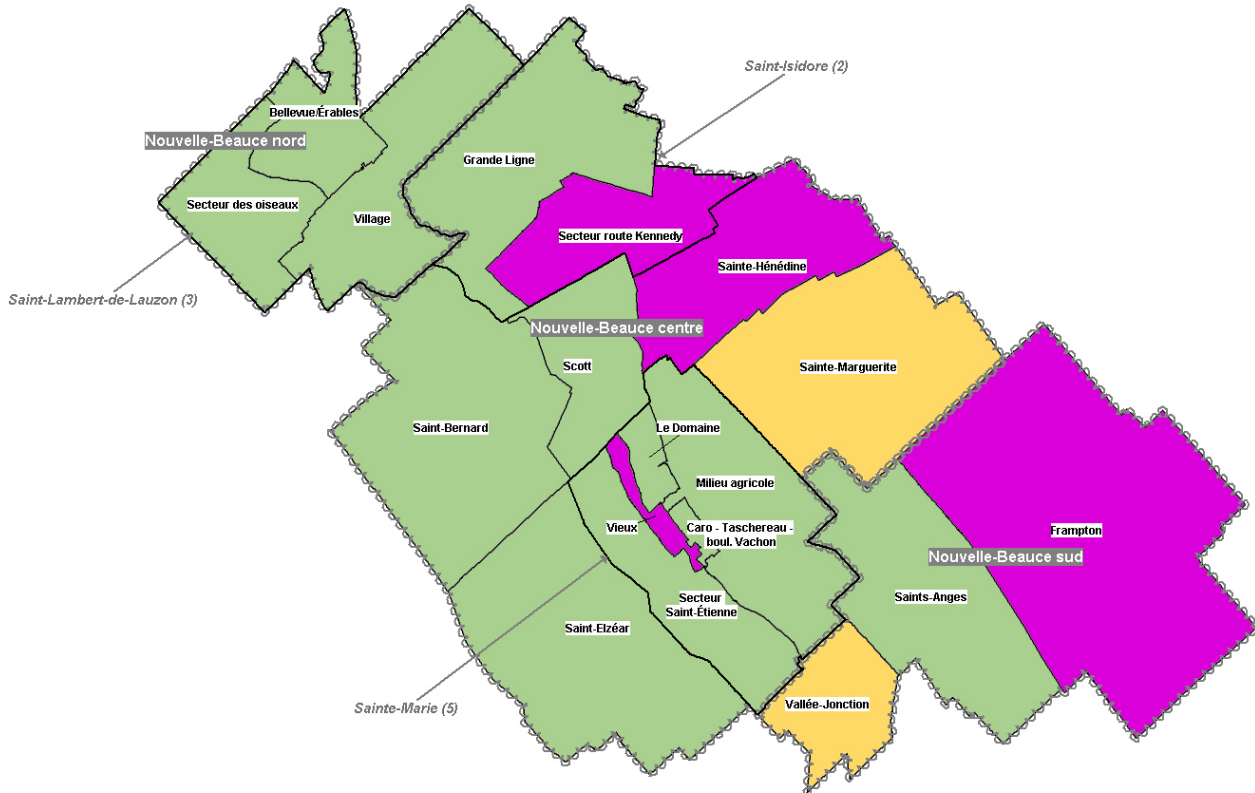 Saint-Isidore (2)
Bellevue/Érables
Nouvelle-Beauce nord
Grande Ligne
Secteur des oiseaux
Village
Secteur route Kennedy
Sainte-Hénédine
Saint-Lambert-de-Lauzon (3)
Nouvelle-Beauce centre
Scott
Sainte-Marguerite
Saint-Bernard
Le Domaine
Milieu agricole
Vieux
Caro - Taschereau -
boul. Vachon
Frampton
Nouvelle-Beauce sud
Saints-Anges
Secteur
Saint-Étienne
Saint-Elzéar
Sainte-Marie (5)
Vallée-Jonction